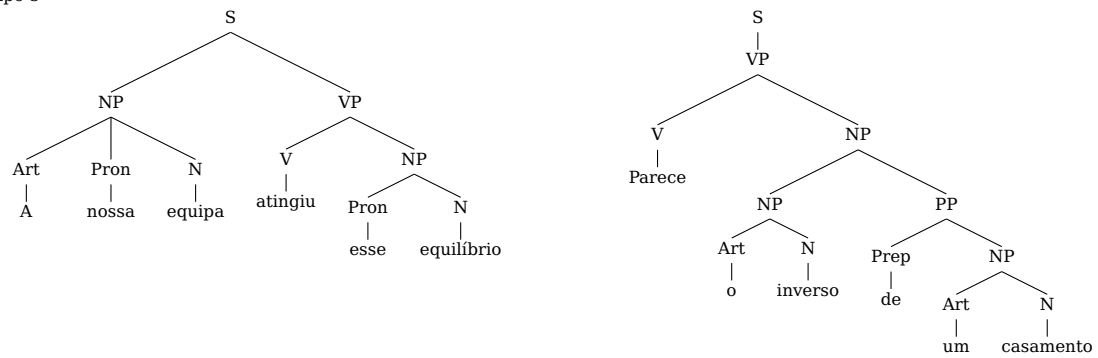 S
NP VP
Art Pron N V NP
A nossa equipa atingiu Pron N
esse equilíbrio
S
VP
V NP
Parece NP PP
Art N Prep NP
o inverso de Art N
um casamento